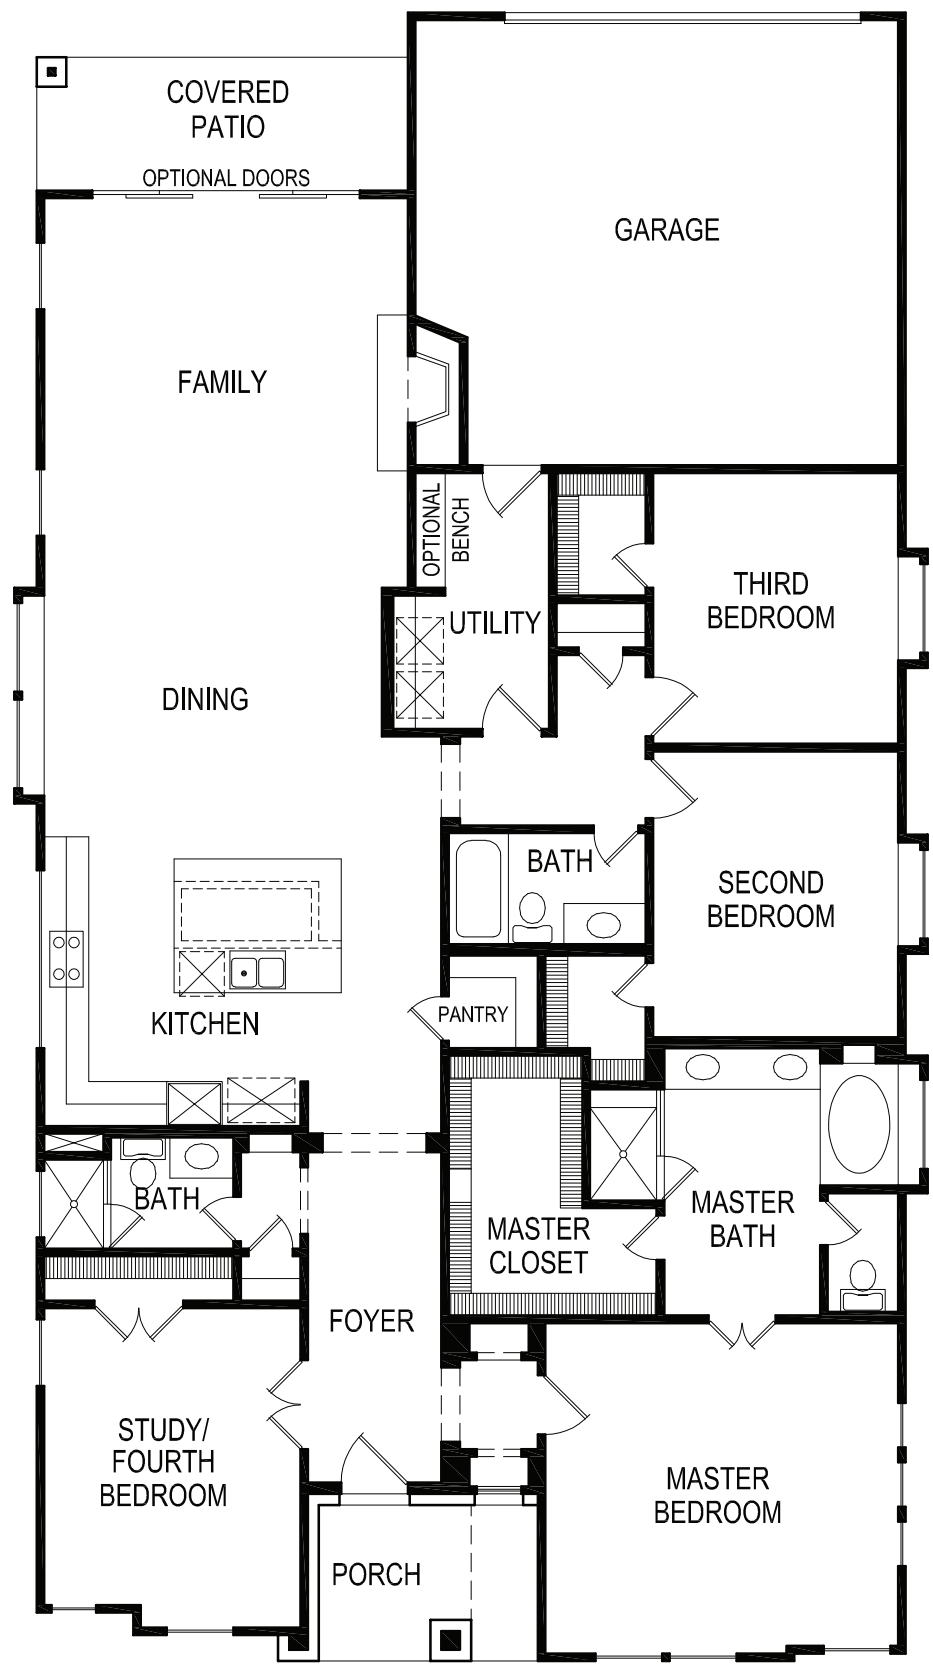 COVERED
PATIO
OPTIONAL DOORS
GARAGE
FAMILY
OPTIONAL
BENCH
THIRD
BEDROOM
UTILITY
DINING
BATH
SECOND
BEDROOM
PANTRY
KITCHEN
BATH
MASTER
BATH
MASTER
CLOSET
FOYER
STUDY/
FOURTH
BEDROOM
MASTER
BEDROOM
PORCH